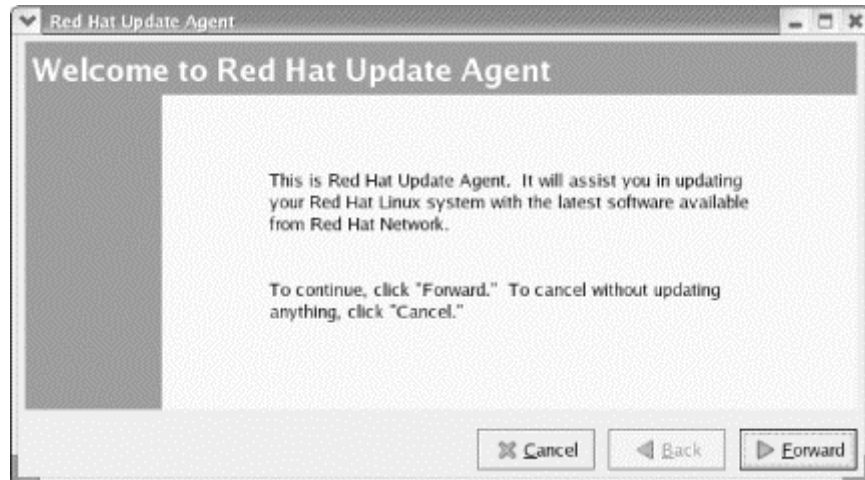 Red Hat Update Agent
Welcome to Red Hat Update Agent
This is Red Hat Update Agent. It will assist you in updating
your Red Hat Linux system with the latest software available
from Red Hat Network.
To continue, click "Forward." To cancel without updating
anything, click "Cancel."
Cancel
Back
Forward